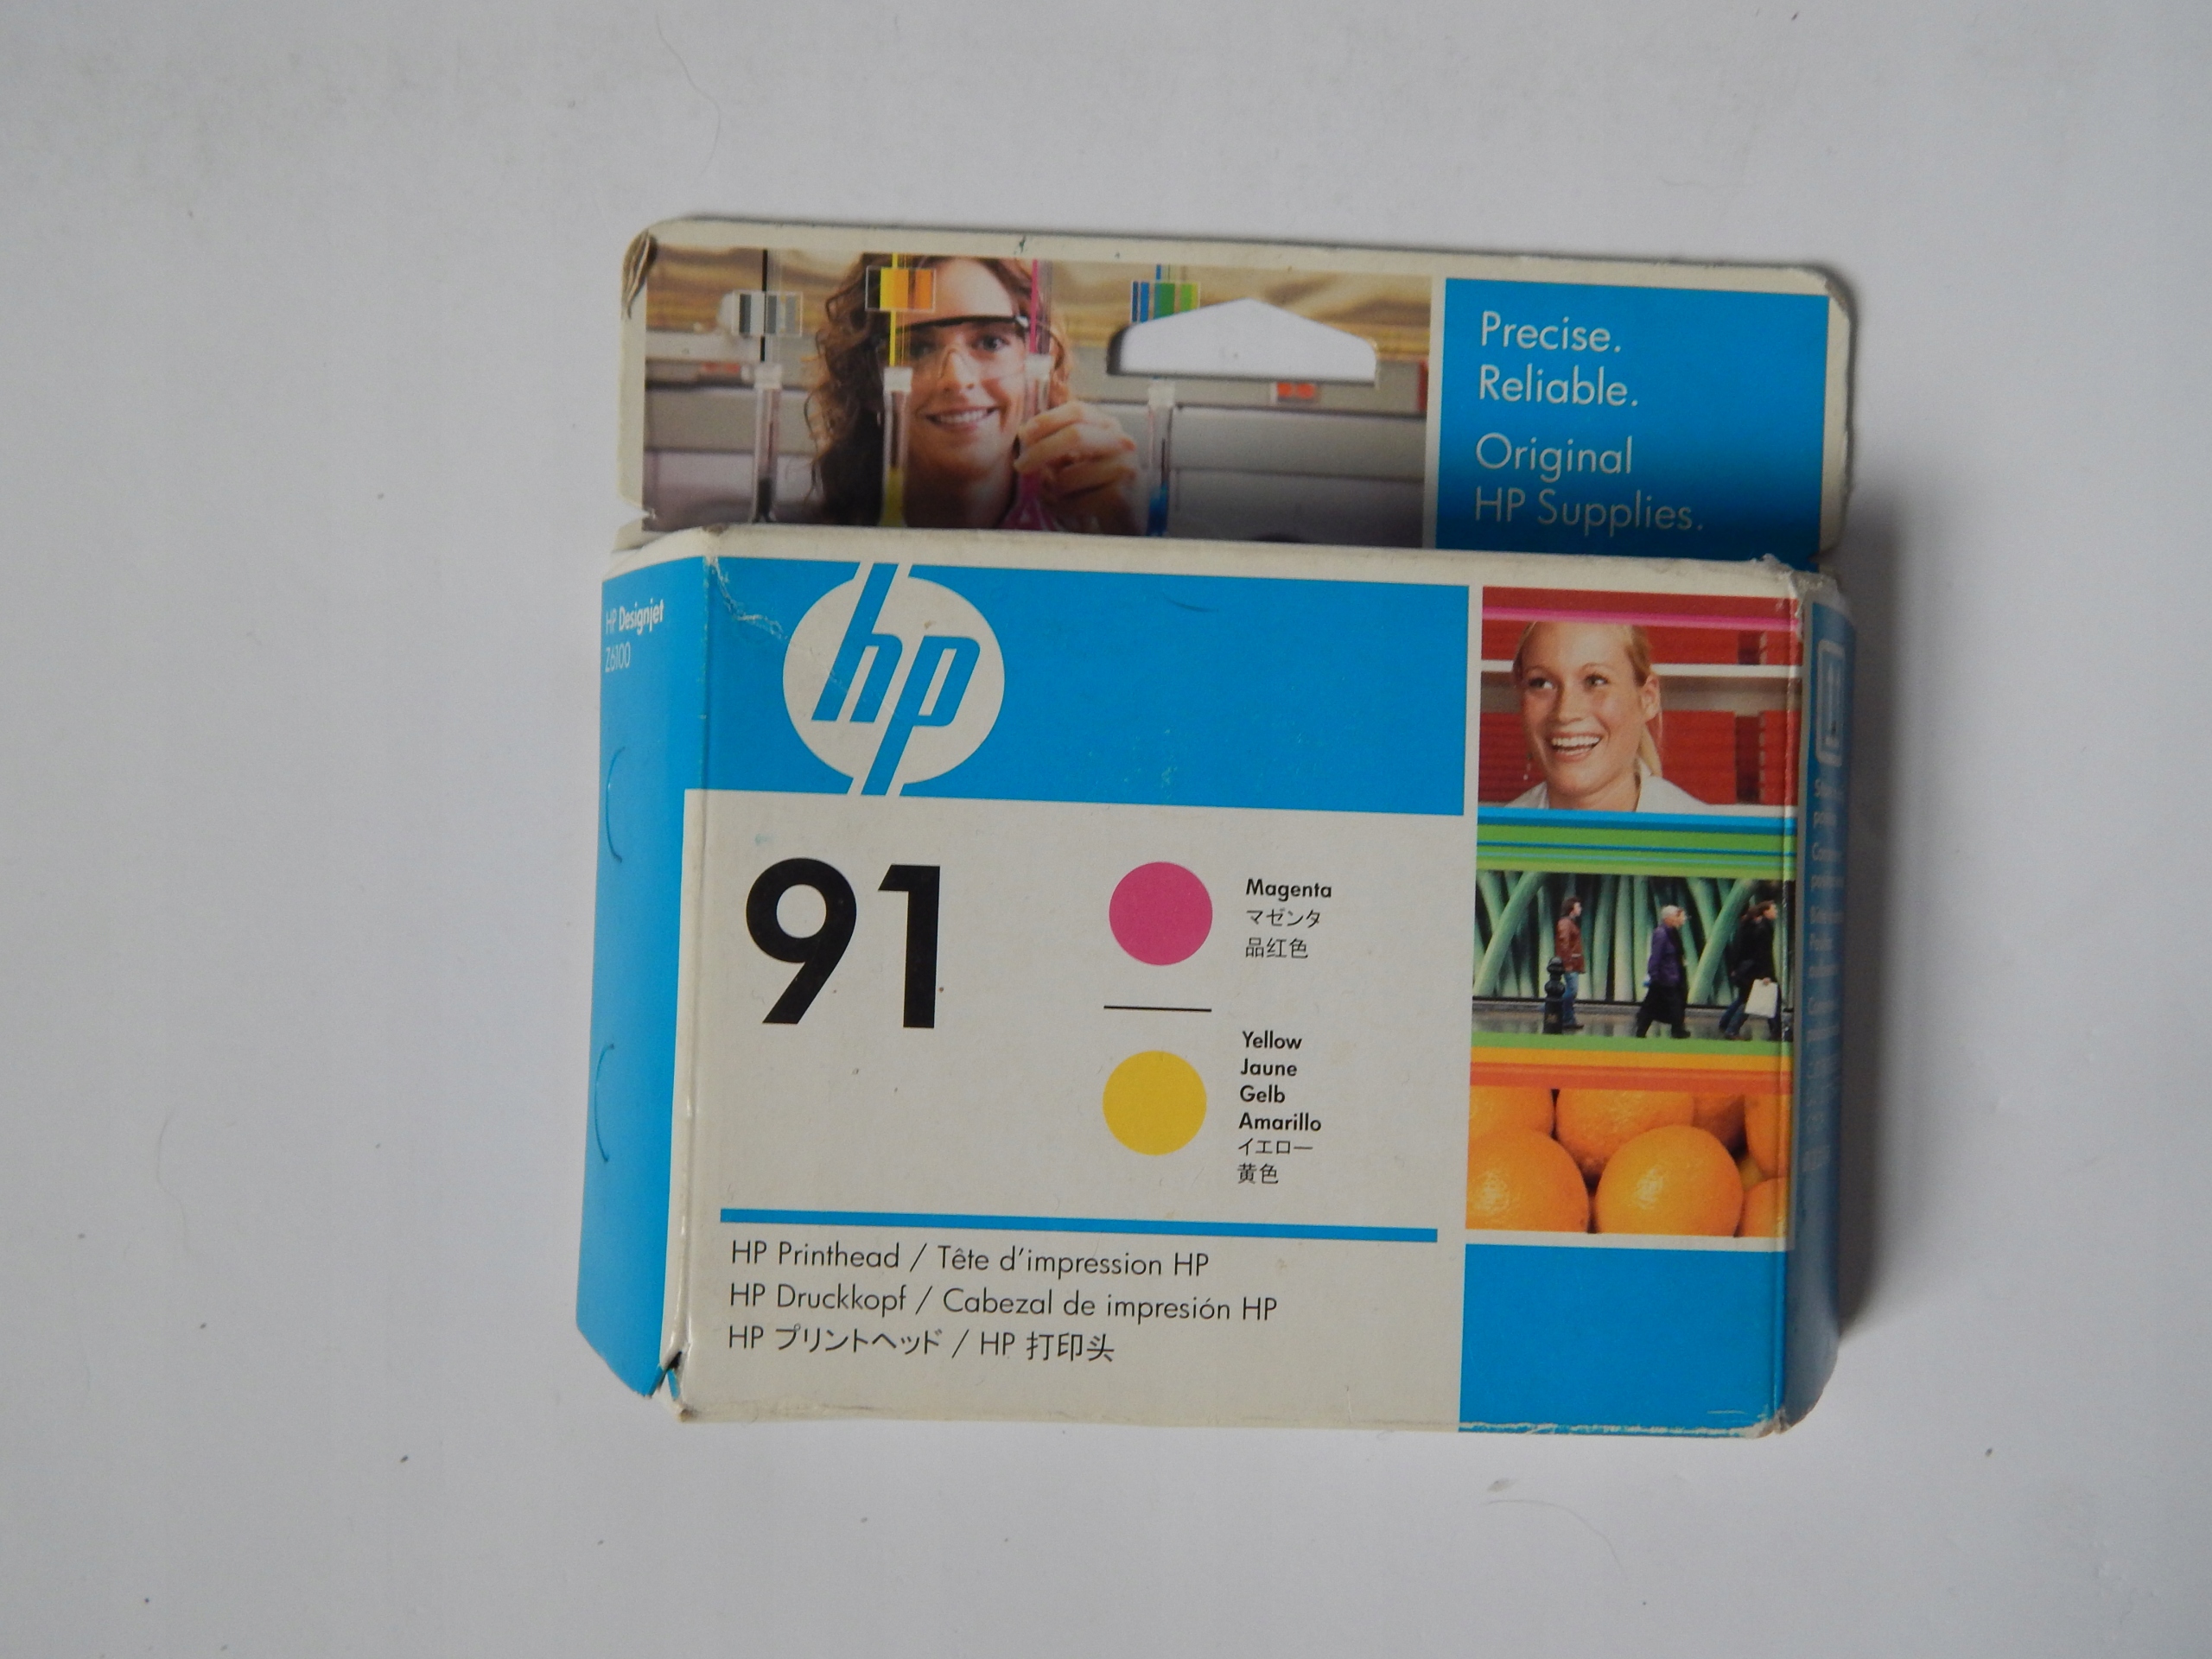 Precise.
Reliable.
Original
HP Supplies.
HP Designjet
Z6100
hp
91
Magenta
マゼンタ
品红色
Yellow
Jaune
Gelb
Amarillo
イエロー
黄色
HP Printhead / Tête d'impression HP
HP Druckkopf / Cabezal de impresión HP
HP プリントヘッド / HP 打印头